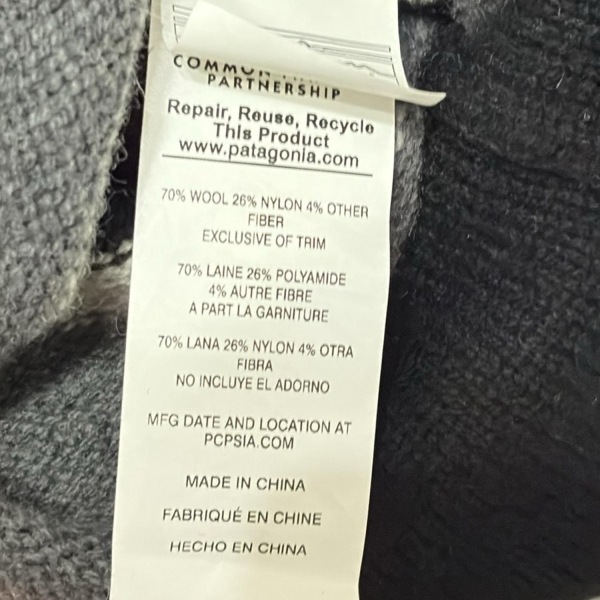 COMMON
PARTNERSHIP
Repair, Reuse, Recycle
This Product
www.patagonia.com
70% WOOL 26% NYLON 4% OTHER
FIBER
EXCLUSIVE OF TRIM
70% LAINE 26% POLYAMIDE
4% AUTRE FIBRE
A PART LA GARNITURE
70% LANA 26% NYLON 4% OTRA
FIBRA
NO INCLUYE EL ADORNO
MFG DATE AND LOCATION AT
PCPSIA.COM
MADE IN CHINA
FABRIQUÉ EN CHINE
HECHO EN CHINA